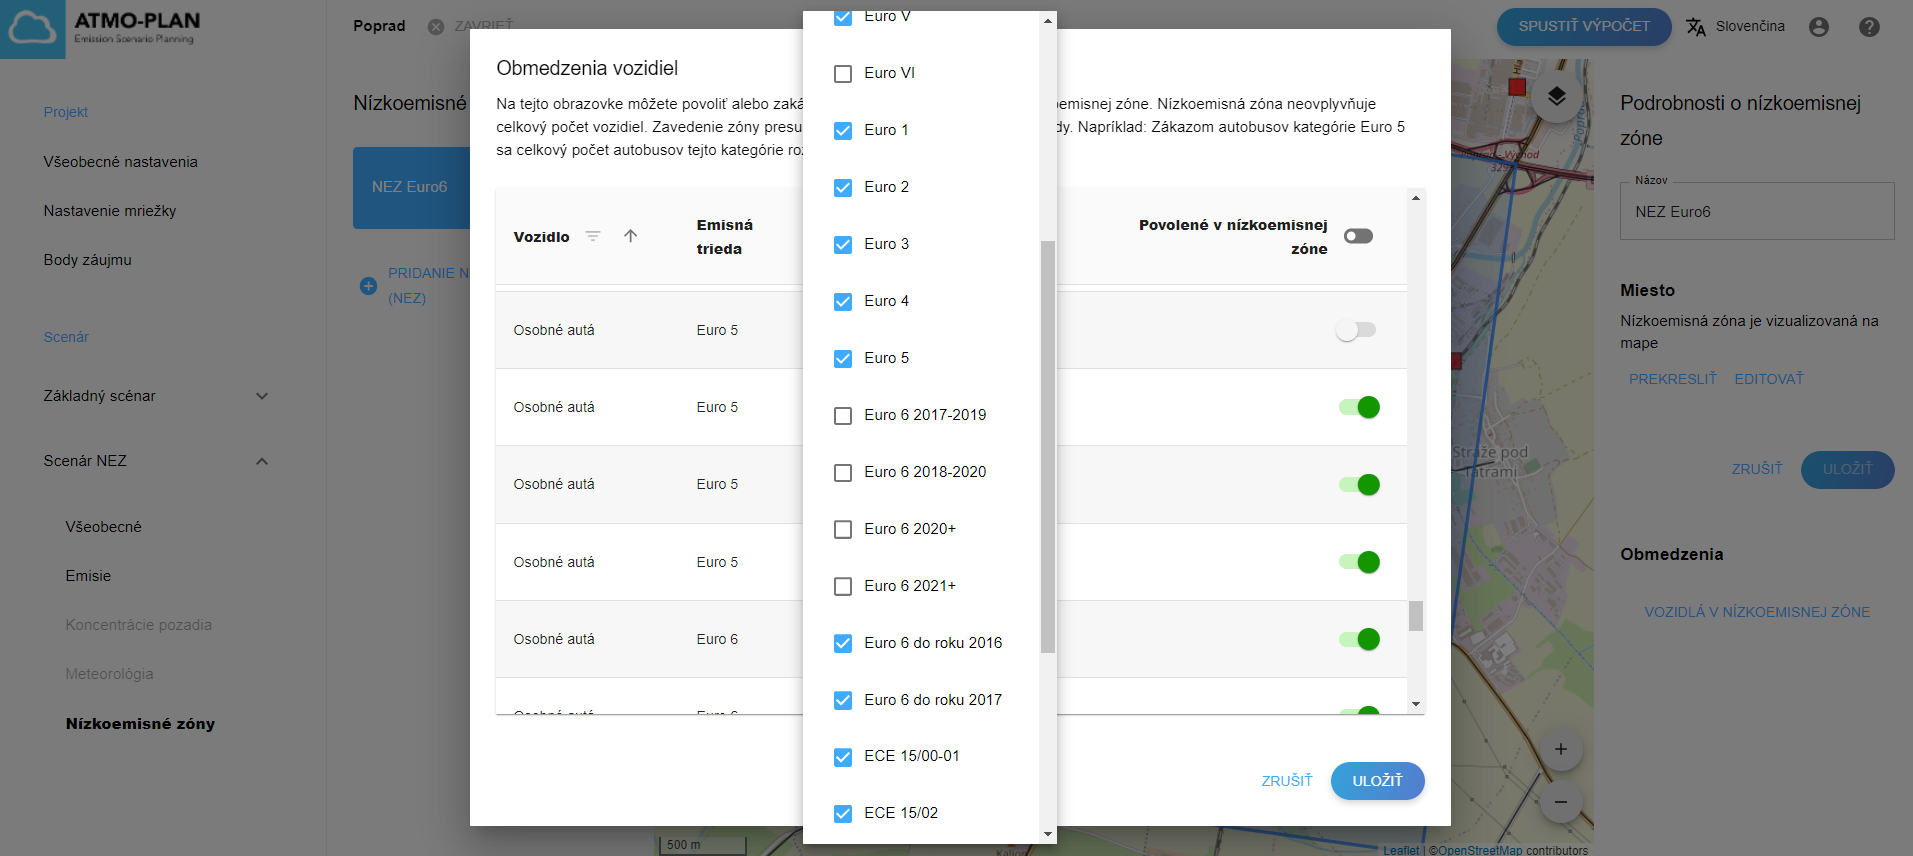 ATMO-PLAN
Emission Scenario Planning
Poprad
ZAVRIEŤ
SPUSTIŤ VÝPOČET
Slovenčina
Projekt
Všeobecné nastavenia
Nastavenie mriežky
Body záujmu
Scenár
Základný scénar
Scenár NEZ
Všeobecné
Emisie
Koncentrácie pozadia
Meteorológia
Nízkoemisné zóny
Nízkoemisné
NEZ Euro6
PRIDANIE N
(NEZ)
Obmedzenia vozidiel
Na tejto obrazovke môžete povoliť alebo zaká
emisnej zóne. Nízkoemisná zóna neovplyvňuje
celkový počet vozidiel. Zavedenie zóny presu
dy. Napríklad: Zákazom autobusov kategórie Euro 5
sa celkový počet autobusov tejto kategórie roz
Vozidlo
Emisná
trieda
Povolené v nízkoemisnej
zóne
Osobné autá Euro 5
Osobné autá Euro 5
Osobné autá Euro 5
Osobné autá Euro 5
Osobné autá Euro 6
Osobné autá Euro 6
Euro V
Euro VI
Euro 1
Euro 2
Euro 3
Euro 4
Euro 5
Euro 6 2017-2019
Euro 6 2018-2020
Euro 6 2020+
Euro 6 2021+
Euro 6 do roku 2016
Euro 6 do roku 2017
ECE 15/00-01
ECE 15/02
ZRUŠIŤ
ULOŽIŤ
Podrobnosti o nízkoemisnej
zóne
Názov
NEZ Euro6
Miesto
Nízkoemisná zóna je vizualizovaná na
mape
PREKRESLIŤ EDITOVAŤ
ZRUŠIŤ
ULOŽIŤ
Obmedzenia
VOZIDLÁ V NÍZKOEMISNEJ ZÓNE
Poprad-Východ
329
Stráže pod
Tatrami
500 m
Leaflet | ©OpenStreetMap contributors